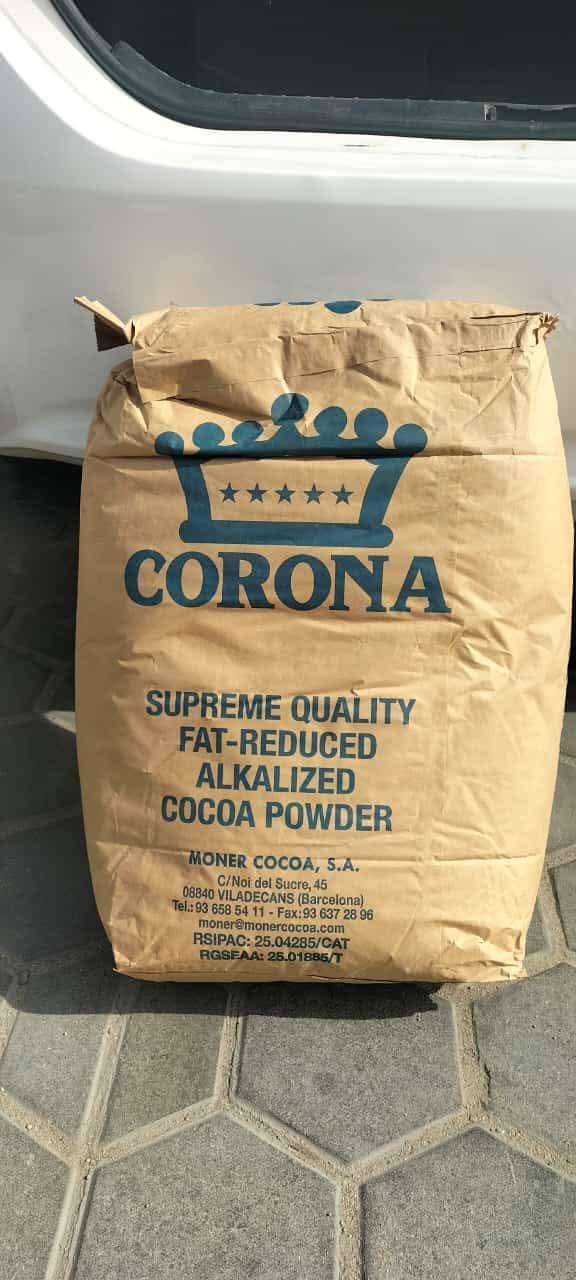 CORONA
SUPREME QUALITY
FAT-REDUCED
ALKALIZED
COCOA POWDER
MONER COCOA, S.A.
C/Noi del Sucre, 45
08840 VILADECANS (Barcelona)
Tel.: 93 658 54 11 - Fax: 93 637 28 96
moner@monercocoa.com
RSIPAC: 25.04285/CAT
RGSEAA: 25.01885/T